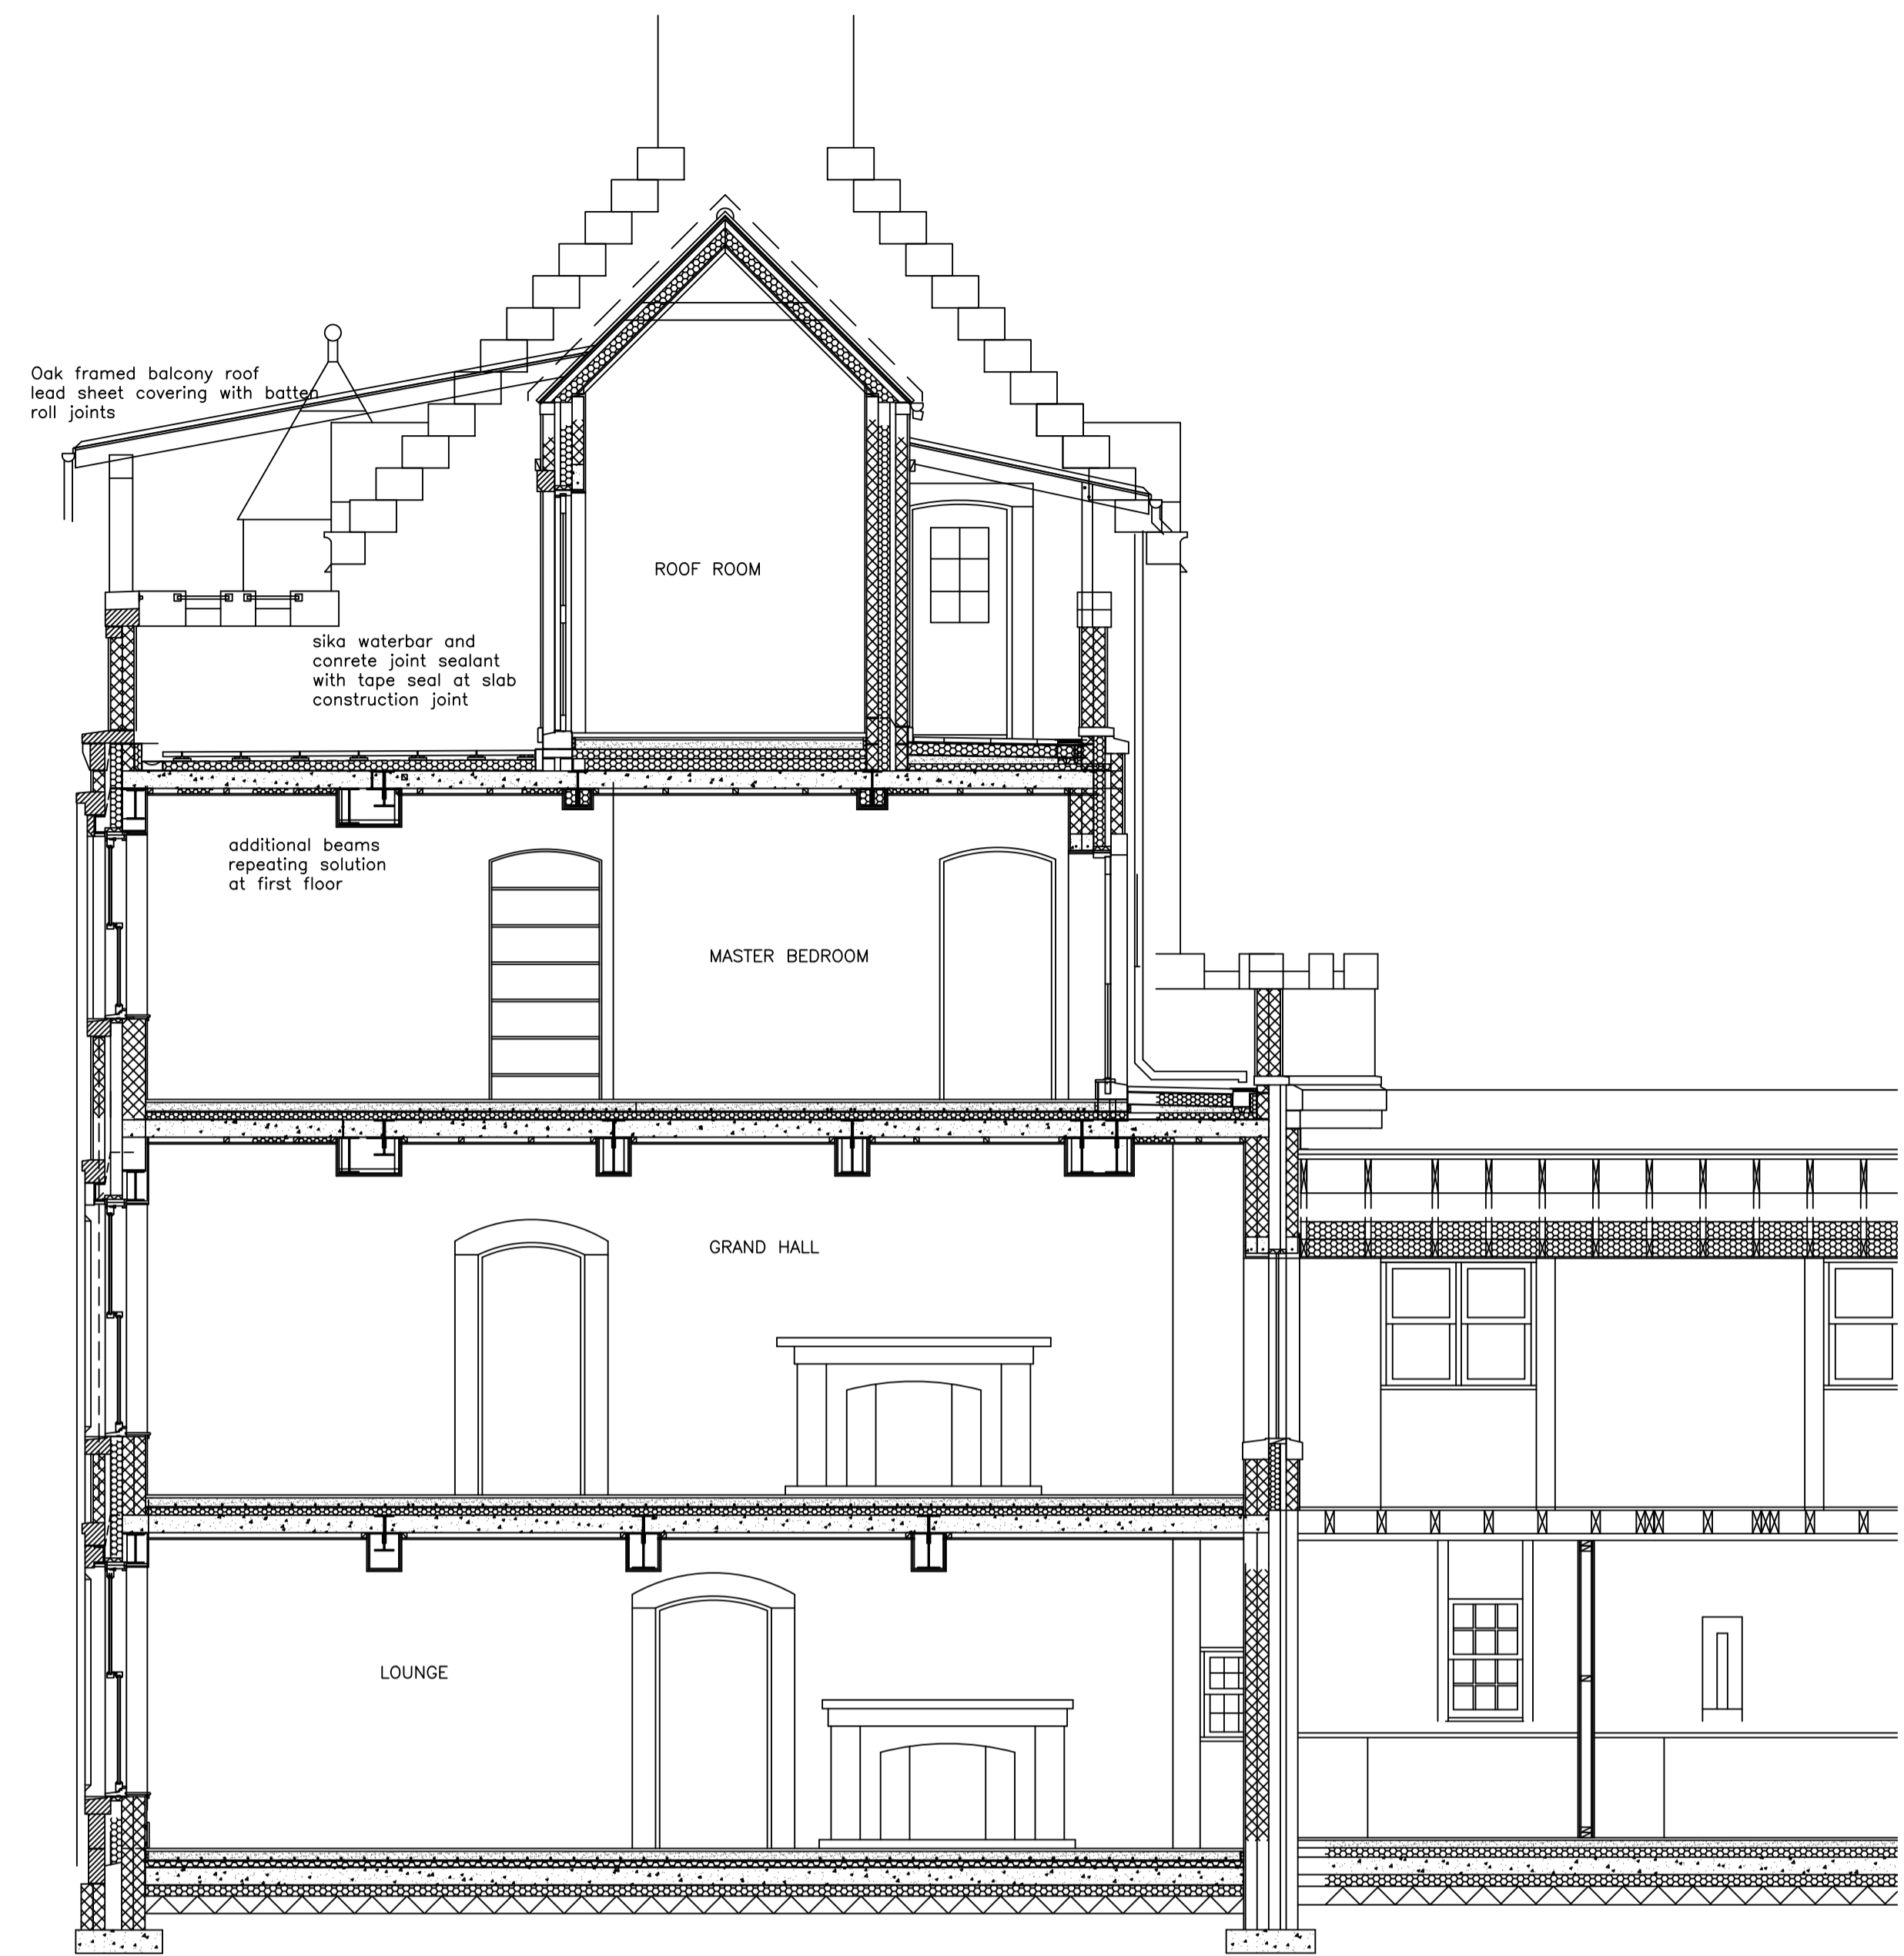 Oak framed balcony roof
lead sheet covering with batten
roll joints
ROOF ROOM
sika waterbar and
conrete joint sealant
with tape seal at slab
construction joint
additional beams
repeating solution
at first floor
MASTER BEDROOM
GRAND HALL
LOUNGE